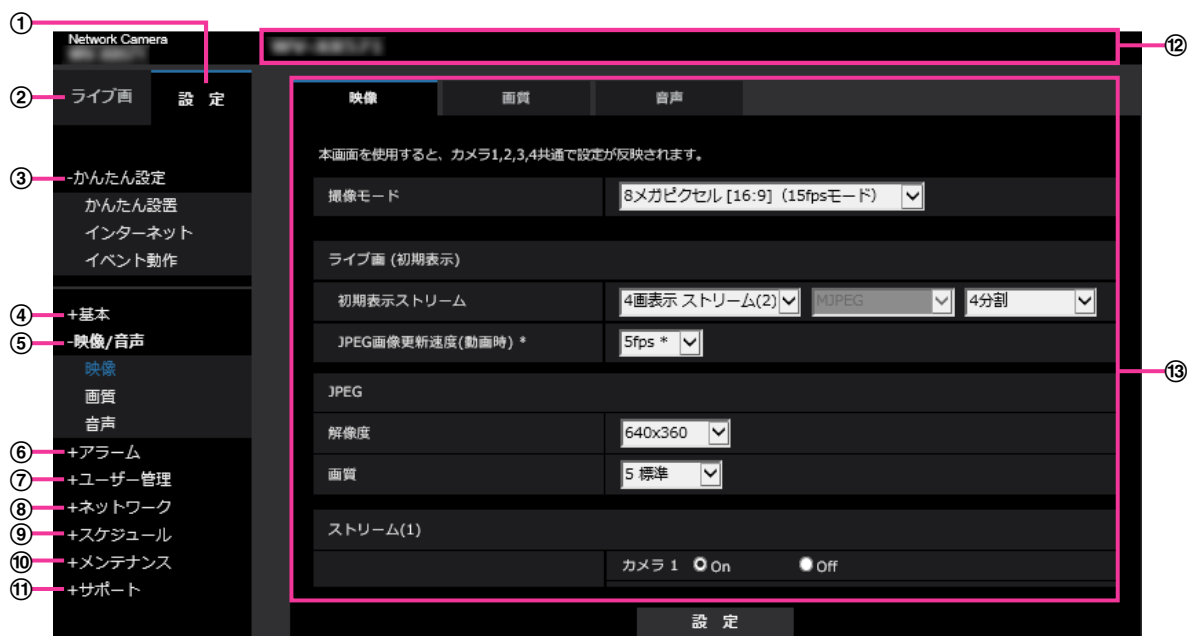 ①
Network Camera
⑫
② ライブ画 設 定
映像 画質 音声
本画面を使用すると、カメラ1,2,3,4共通で設定が反映されます。
③ -かんたん設定
かんたん設置
インターネット
イベント動作
④ +基本
⑤ -映像/音声
映像
画質
音声
⑥ +アラーム
⑦ +ユーザー管理
⑧ +ネットワーク
⑨ +スケジュール
⑩ +メンテナンス
⑪ +サポート
撮像モード 8メガピクセル [16:9]（15fpsモード）
ライブ画 (初期表示)
初期表示ストリーム 4画表示 ストリーム(2) MJPEG 4分割
JPEG画像更新速度(動画時) * 5fps *
⑬
JPEG
解像度 640x360
画質 5 標準
ストリーム(1)
カメラ 1 On Off
設 定